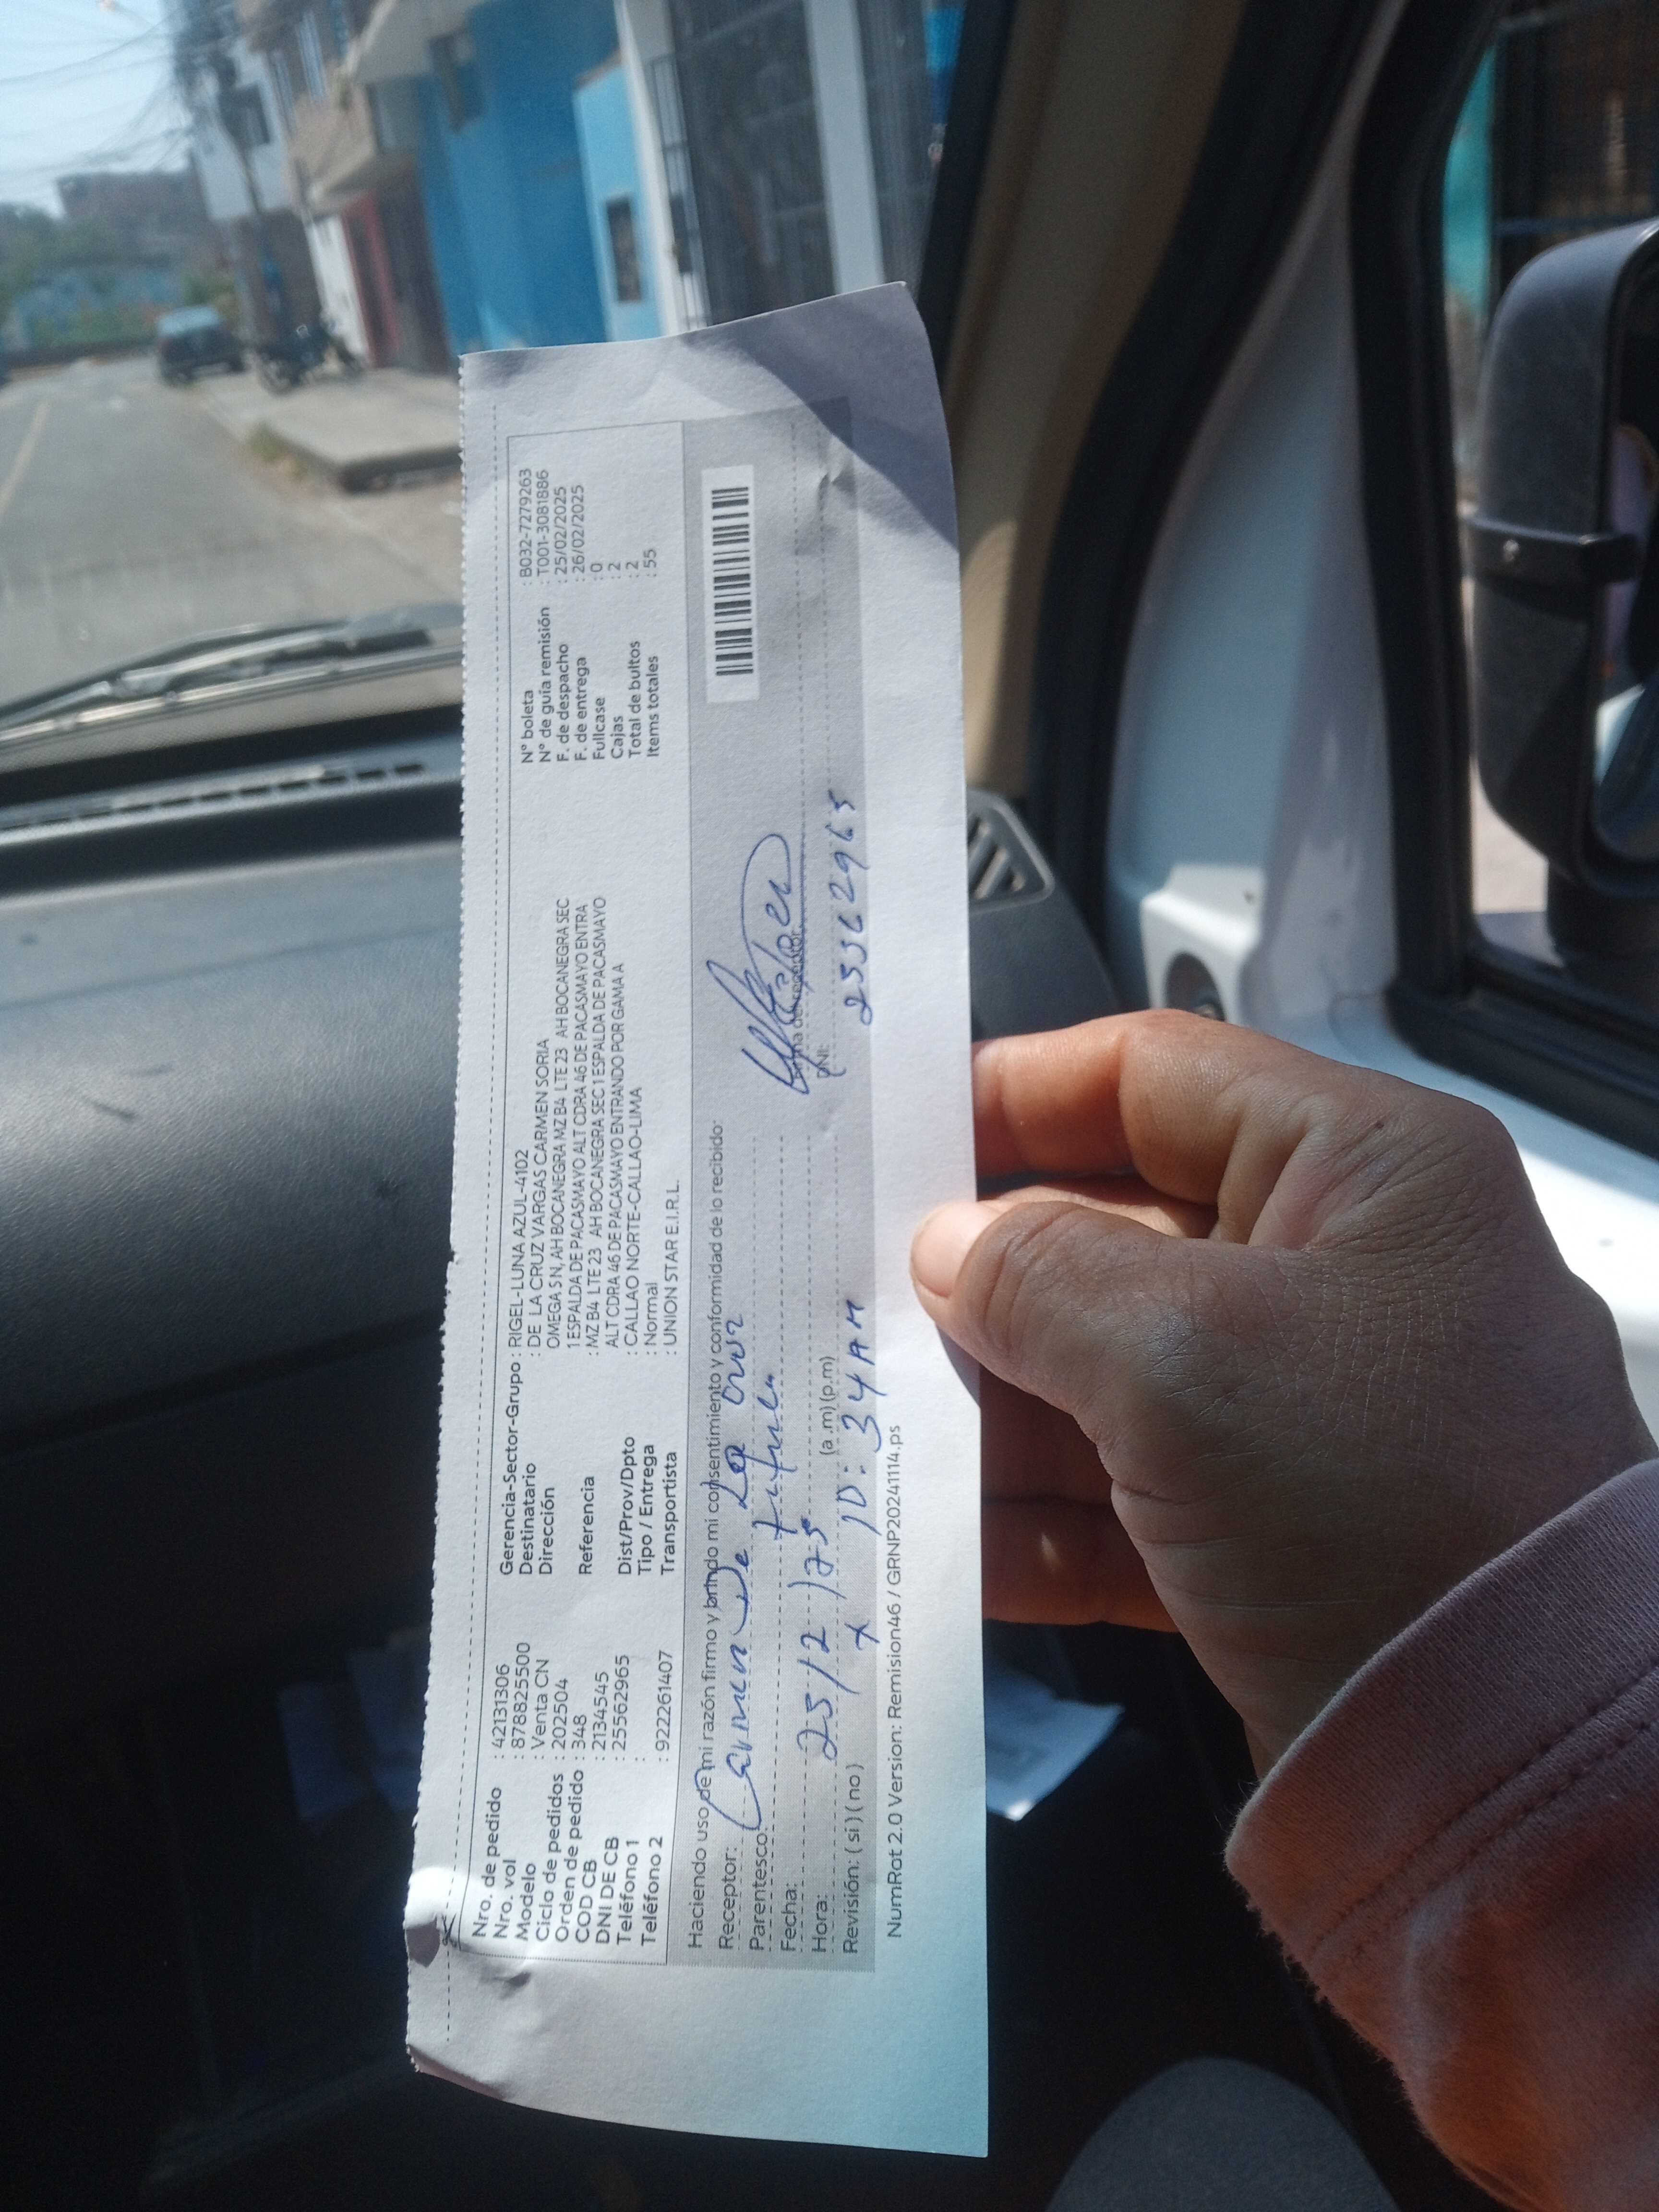 Nro. de pedido : 42131306
Nro. vol : 878825500
Modelo : Venta CN
Ciclo de pedidos : 202504
Orden de pedido : 348
COD CB : 2134545
DNI DE CB : 25562965
Teléfono 1 :
Teléfono 2 : 922261407
Gerencia-Sector-Grupo : RIGEL-LUNA AZUL-4102
Destinatario : DE LA CRUZ VARGAS CARMEN SORIA
Dirección OMEGA S N, AH BOCANEGRA MZ B4 LTE 23 AH BOCANEGRA SEC
1 ESPALDA DE PACASMAYO ALT CDRA 46 DE PACASMAYO ENTRA
Referencia : MZ B4 LTE 23 AH BOCANEGRA SEC 1 ESPALDA DE PACASMAYO
ALT CDRA 46 DE PACASMAYO ENTRANDO POR GAMA A
Dist/Prov/Dpto : CALLAO NORTE-CALLAO-LIMA
Tipo / Entrega : Normal
Transportista : UNION STAR E.I.R.L.
N° boleta : B032-7279263
N° de guía remisión : T001-3081886
F. de despacho : 25/02/2025
F. de entrega : 26/02/2025
Fullcase : 0
Cajas : 2
Total de bultos : 2
Items totales : 55
Haciendo uso de mi razón firmo y brindo mi consentimiento y conformidad de lo recibido:
Receptor: Carmen De La Cruz
Parentesco:
Fecha: 25/2/25
Hora: (a.m) (p.m) 10:34 AM
Revisión: ( si ) ( no ) x
Firma de receptor
DNI: 25562965
NumRot 2.0 Version: Remision46 / GRNP20241114.ps